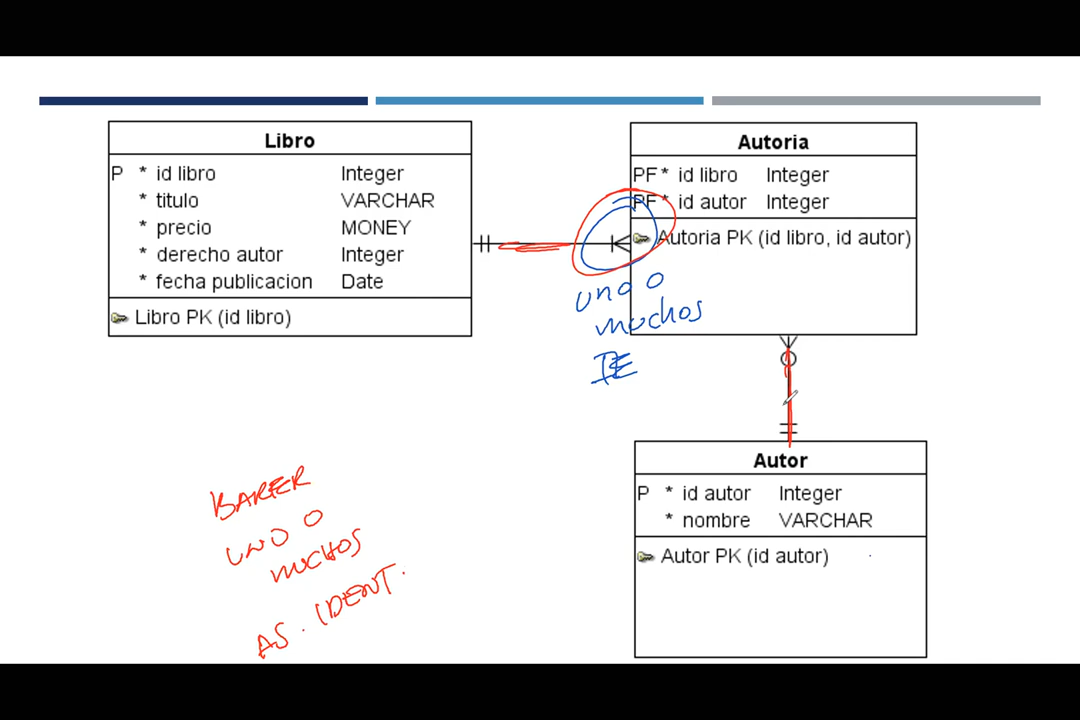 Libro
P * id libro Integer
* titulo VARCHAR
* precio MONEY
* derecho autor Integer
* fecha publicacion Date
Libro PK (id libro)
Autoria
PF * id libro Integer
PF * id autor Integer
Autoria PK (id libro, id autor)
uno o
muchos
IE
Autor
P * id autor Integer
* nombre VARCHAR
Autor PK (id autor)
BARKER
UNO O
MUCHOS
AS. IDENT.